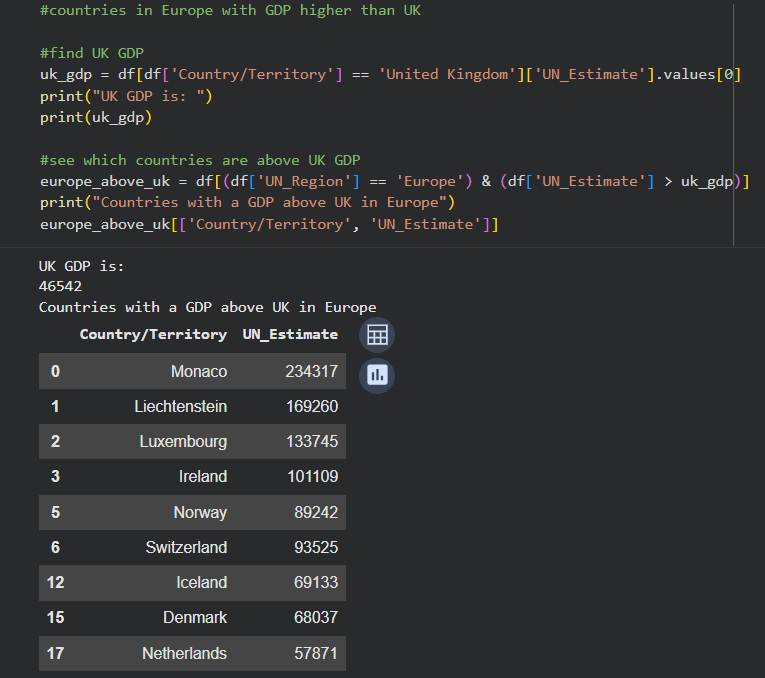 #countries in Europe with GDP higher than UK
#find UK GDP
uk_gdp = df[df['Country/Territory'] == 'United Kingdom']['UN_Estimate'].values[0]
print("UK GDP is: ")
print(uk_gdp)
#see which countries are above UK GDP
europe_above_uk = df[(df['UN_Region'] == 'Europe') & (df['UN_Estimate'] > uk_gdp)]
print("Countries with a GDP above UK in Europe")
europe_above_uk[['Country/Territory', 'UN_Estimate']]
UK GDP is:
46542
Countries with a GDP above UK in Europe
Country/Territory UN_Estimate
0 Monaco 234317
1 Liechtenstein 169260
2 Luxembourg 133745
3 Ireland 101109
5 Norway 89242
6 Switzerland 93525
12 Iceland 69133
15 Denmark 68037
17 Netherlands 57871